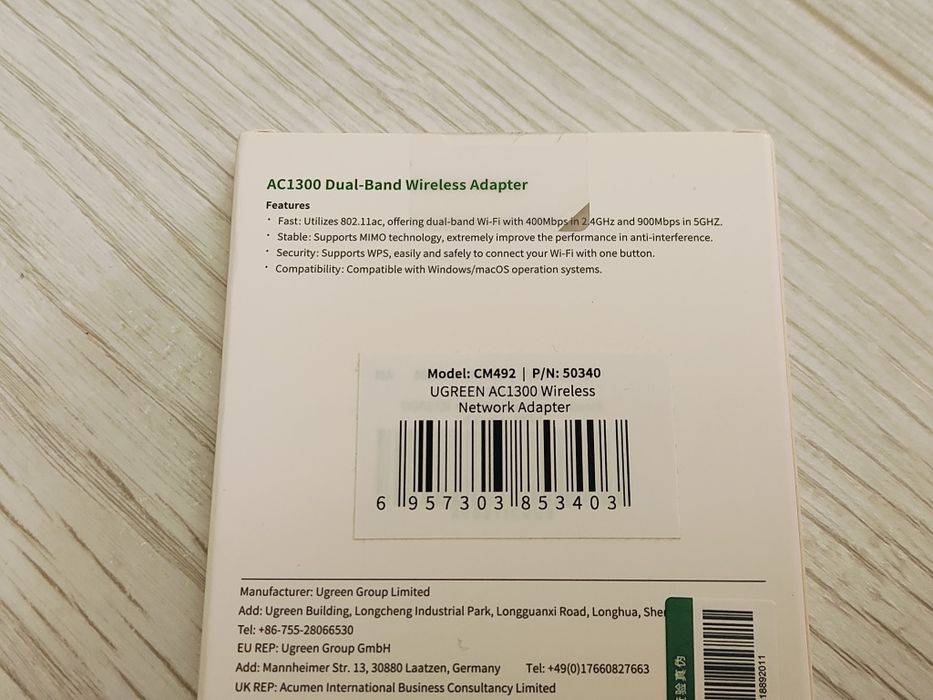 AC1300 Dual-Band Wireless Adapter
Features
· Fast: Utilizes 802.11ac, offering dual-band Wi-Fi with 400Mbps in 2.4GHz and 900Mbps in 5GHZ.
· Stable: Supports MIMO technology, extremely improve the performance in anti-interference.
· Security: Supports WPS, easily and safely to connect your Wi-Fi with one button.
· Compatibility: Compatible with Windows/macOS operation systems.
Model: CM492 | P/N: 50340
UGREEN AC1300 Wireless
Network Adapter
6 957303 853403
Manufacturer: Ugreen Group Limited
Add: Ugreen Building, Longcheng Industrial Park, Longguanxi Road, Longhua, She
Tel: +86-755-28066530
EU REP: Ugreen Group GmbH
Add: Mannheimer Str. 13, 30880 Laatzen, Germany Tel: +49(0)17660827663
UK REP: Acumen International Business Consultancy Limited
验真伪
18892011